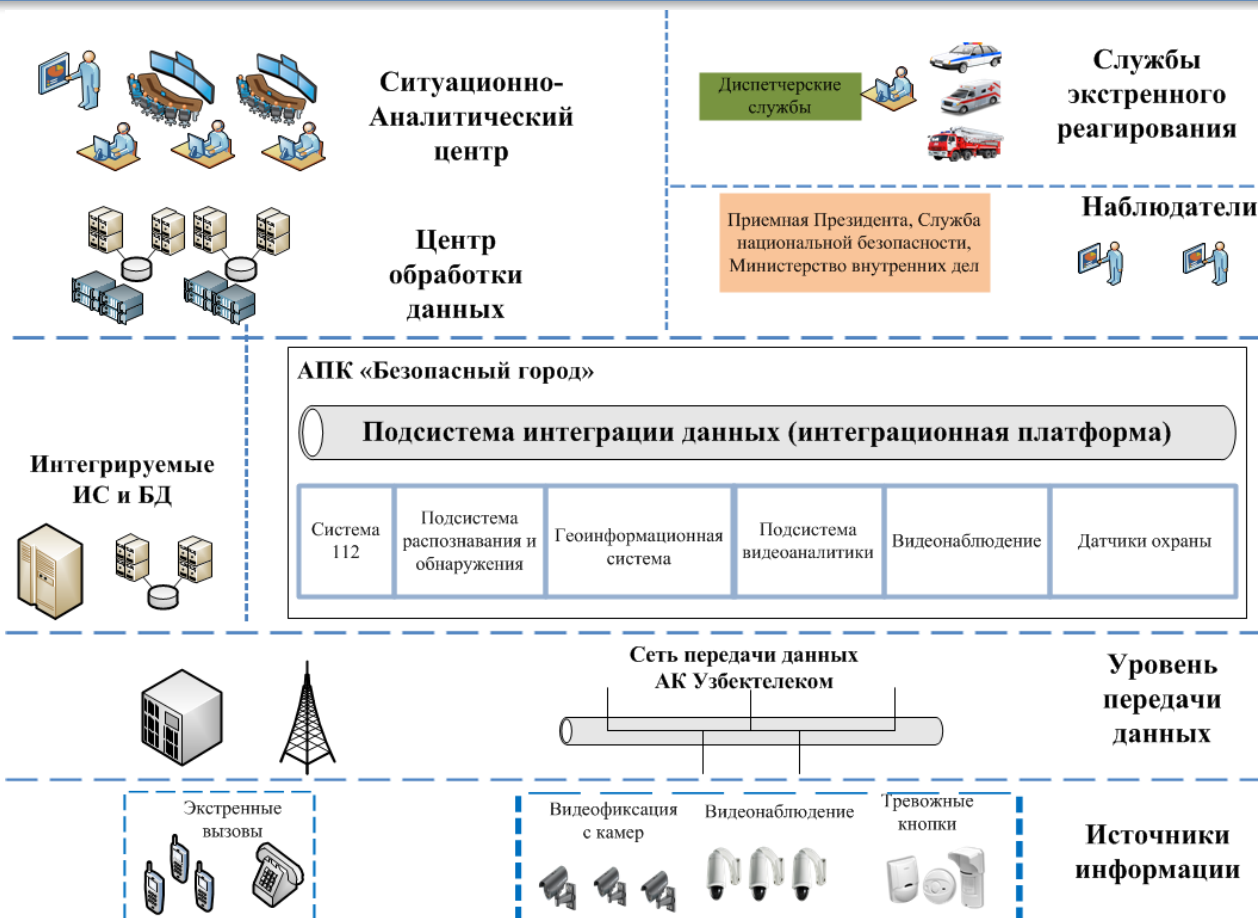 Ситуационно-
Аналитический
центр
Диспетчерские
службы
Службы
экстренного
реагирования
Центр
обработки
данных
Приемная Президента, Служба
национальной безопасности,
Министерство внутренних дел
Наблюдатели
Интегрируемые
ИС и БД
АПК «Безопасный город»
Подсистема интеграции данных (интеграционная платформа)
Система
112
Подсистема
распознавания и
обнаружения
Геоинформационная
система
Подсистема
видеоаналитики
Видеонаблюдение
Датчики охраны
Сеть передачи данных
АК Узбектелеком
Уровень
передачи
данных
Экстренные
вызовы
Видеофиксация
с камер
Видеонаблюдение
Тревожные
кнопки
Источники
информации